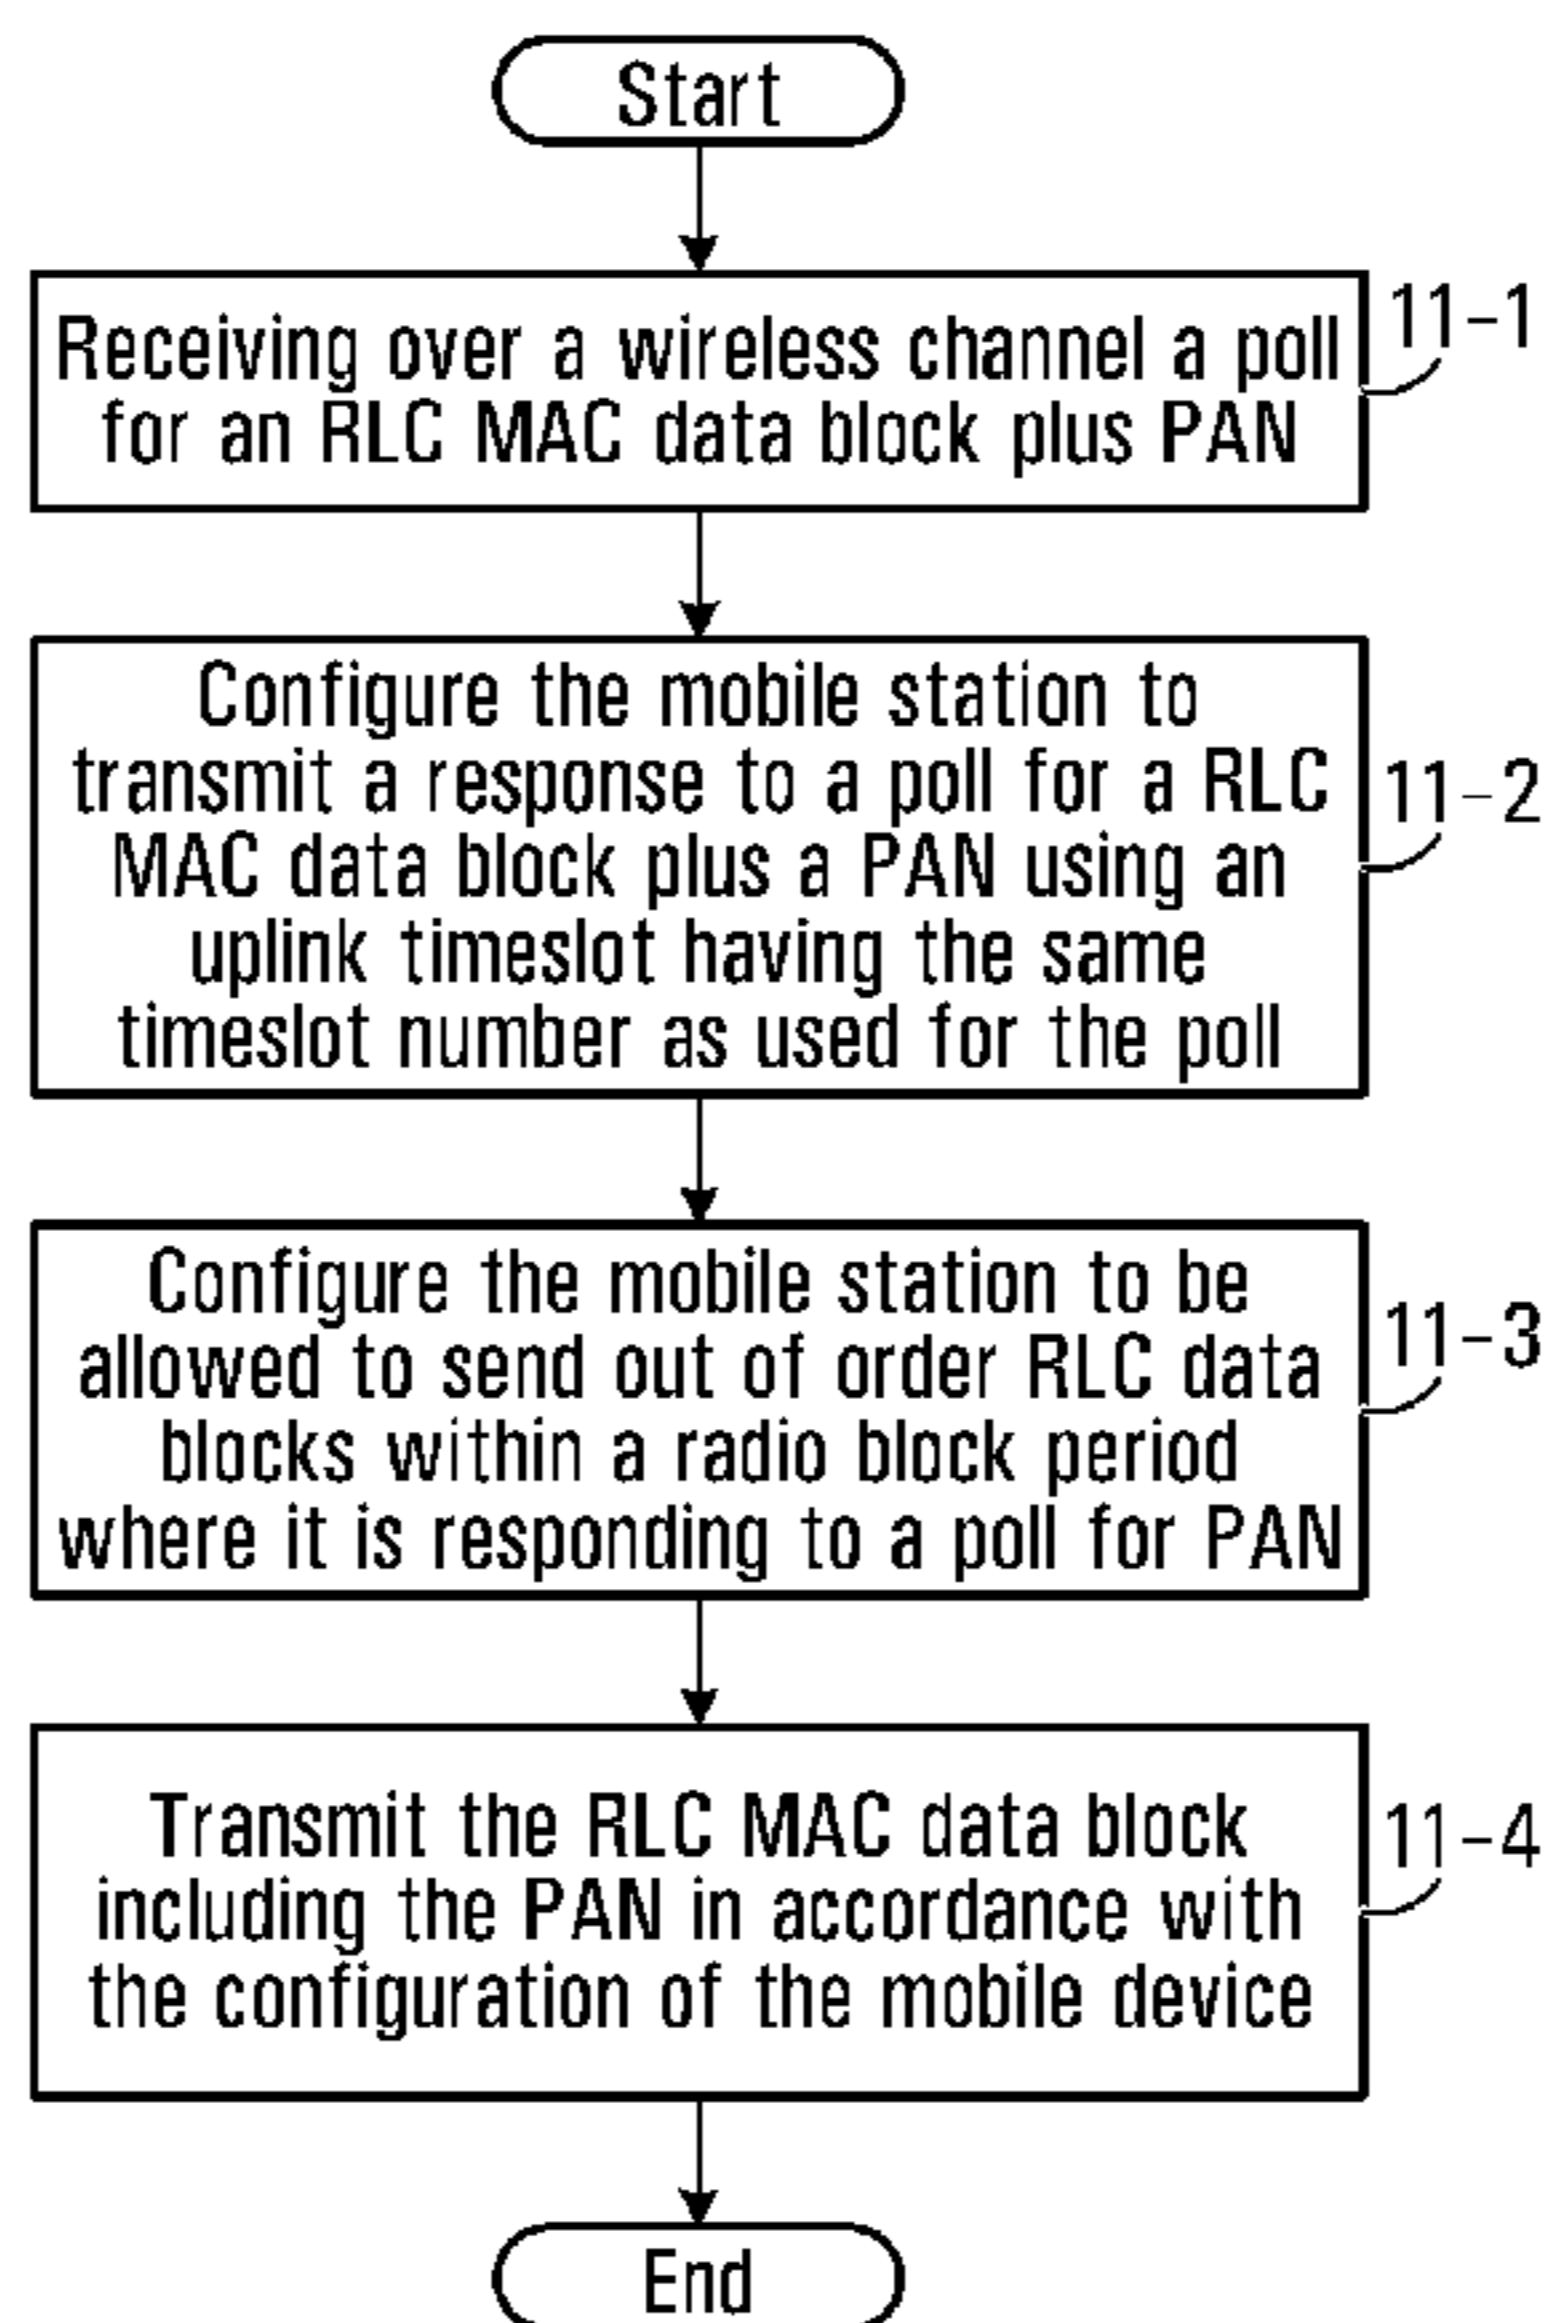 Start
Receiving over a wireless channel a poll
for an RLC MAC data block plus PAN
11-1
Configure the mobile station to
transmit a response to a poll for a RLC
MAC data block plus a PAN using an
uplink timeslot having the same
timeslot number as used for the poll
11-2
Configure the mobile station to be
allowed to send out of order RLC data
blocks within a radio block period
where it is responding to a poll for PAN
11-3
Transmit the RLC MAC data block
including the PAN in accordance with
the configuration of the mobile device
11-4
End